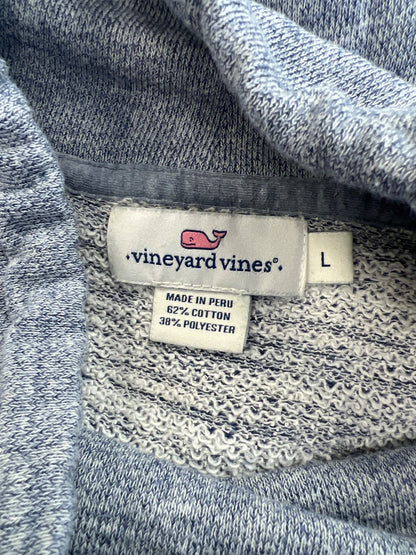 ·vineyard vines®·
L
MADE IN PERU
62% COTTON
38% POLYESTER